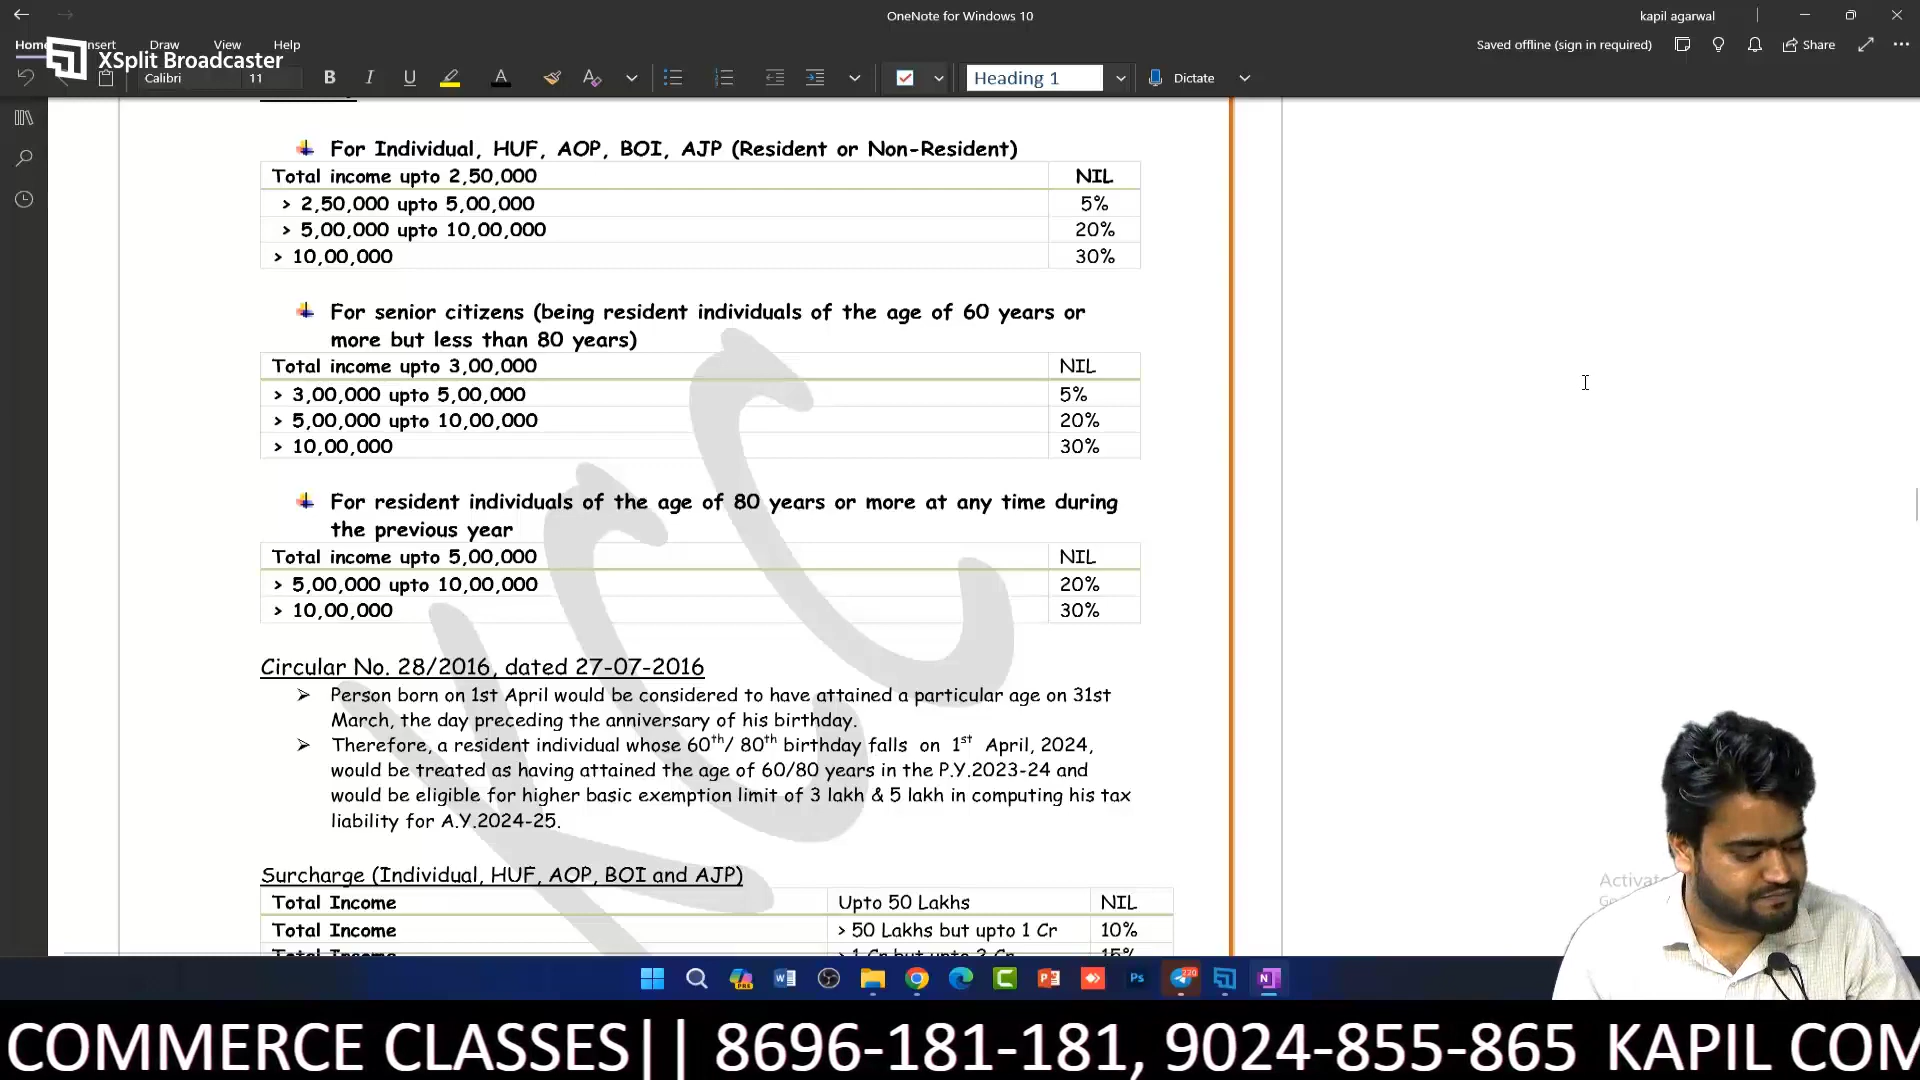 OneNote for Windows 10
kapil agarwal
Home Insert Draw View Help
Saved offline (sign in required)
Share
XSplit Broadcaster
Calibri 11
B I U A
Heading 1
Dictate
For Individual, HUF, AOP, BOI, AJP (Resident or Non-Resident)
Total income upto 2,50,000 NIL
> 2,50,000 upto 5,00,000 5%
> 5,00,000 upto 10,00,000 20%
> 10,00,000 30%
For senior citizens (being resident individuals of the age of 60 years or
more but less than 80 years)
Total income upto 3,00,000 NIL
> 3,00,000 upto 5,00,000 5%
> 5,00,000 upto 10,00,000 20%
> 10,00,000 30%
For resident individuals of the age of 80 years or more at any time during
the previous year
Total income upto 5,00,000 NIL
> 5,00,000 upto 10,00,000 20%
> 10,00,000 30%
KCC
Circular No. 28/2016, dated 27-07-2016
Person born on 1st April would be considered to have attained a particular age on 31st
March, the day preceding the anniversary of his birthday.
Therefore, a resident individual whose 60th/ 80th birthday falls on 1st April, 2024,
would be treated as having attained the age of 60/80 years in the P.Y.2023-24 and
would be eligible for higher basic exemption limit of 3 lakh & 5 lakh in computing his tax
liability for A.Y.2024-25.
Surcharge (Individual, HUF, AOP, BOI and AJP)
Total Income Upto 50 Lakhs NIL
Total Income > 50 Lakhs but upto 1 Cr 10%
Total Income > 1 Cr but upto 2 Cr 15%
Activat
COMMERCE CLASSES|| 8696-181-181, 9024-855-865 KAPIL COM